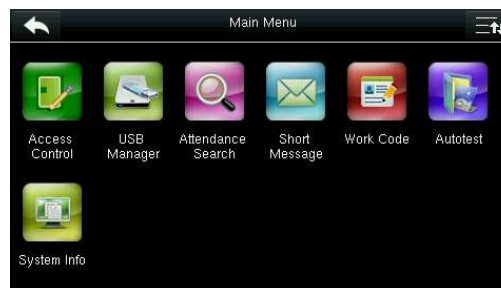 Main Menu
Access
Control
USB
Manager
Attendance
Search
Short
Message
Work Code
Autotest
System Info